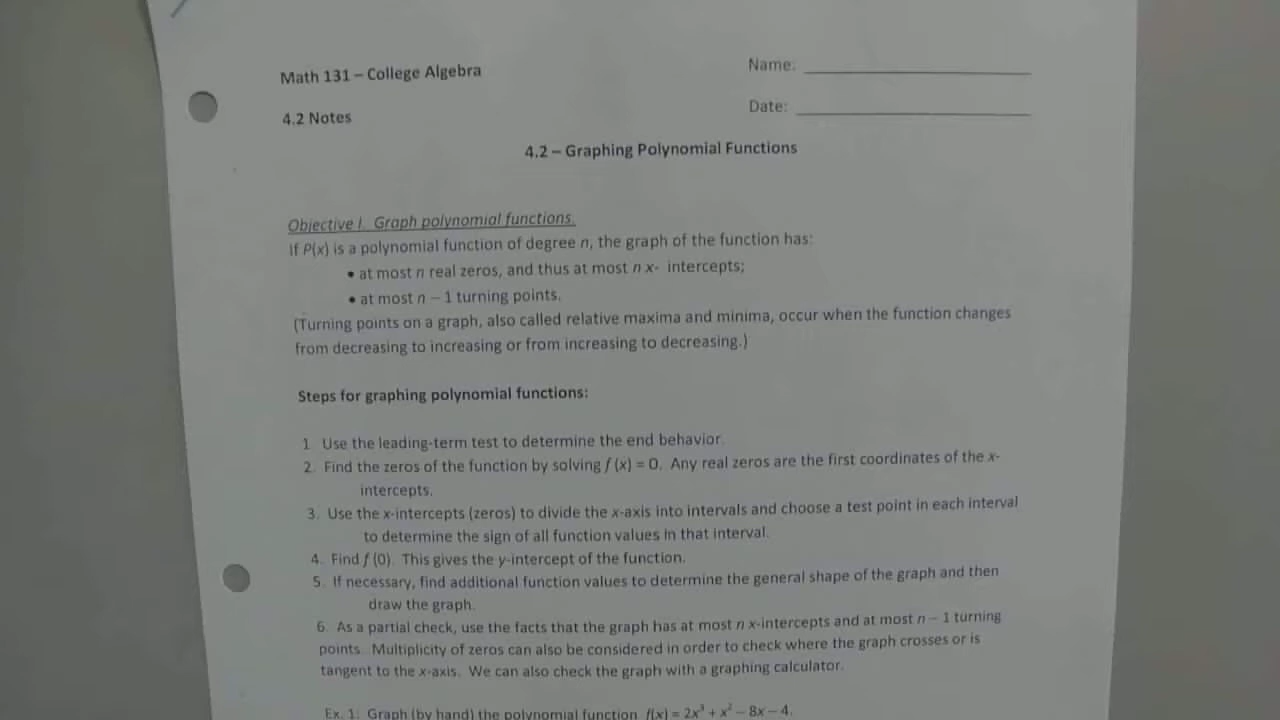 Math 131 – College Algebra
Name:
4.2 Notes
Date:
4.2 – Graphing Polynomial Functions
Objective I. Graph polynomial functions.
If P(x) is a polynomial function of degree n, the graph of the function has:
• at most n real zeros, and thus at most n x- intercepts;
• at most n – 1 turning points.
(Turning points on a graph, also called relative maxima and minima, occur when the function changes
from decreasing to increasing or from increasing to decreasing.)
Steps for graphing polynomial functions:
1. Use the leading-term test to determine the end behavior.
2. Find the zeros of the function by solving f (x) = 0. Any real zeros are the first coordinates of the x-
intercepts.
3. Use the x-intercepts (zeros) to divide the x-axis into intervals and choose a test point in each interval
to determine the sign of all function values in that interval.
4. Find f (0). This gives the y-intercept of the function.
5. If necessary, find additional function values to determine the general shape of the graph and then
draw the graph.
6. As a partial check, use the facts that the graph has at most n x-intercepts and at most n – 1 turning
points. Multiplicity of zeros can also be considered in order to check where the graph crosses or is
tangent to the x-axis. We can also check the graph with a graphing calculator.
Ex. 1: Graph (by hand) the polynomial function f(x) = 2x³ + x² – 8x – 4.